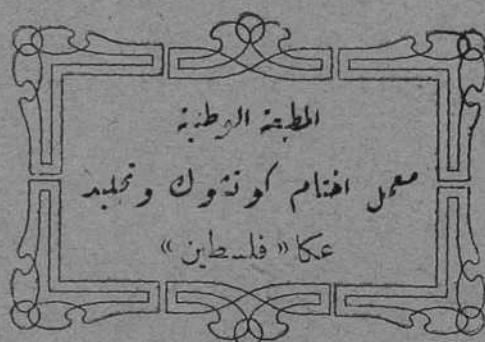 المطبعة الوطنية
معمل اختام كوتشوك وتجليد
عكا « فلسطين »